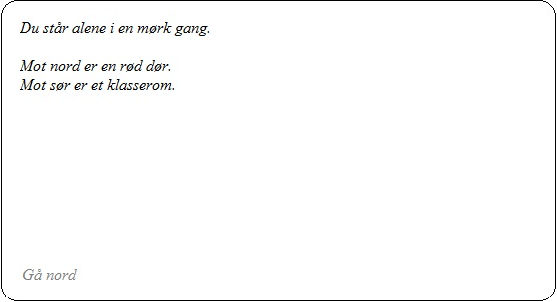 Du står alene i en mørk gang.
Mot nord er en rød dør.
Mot sør er et klasserom.
Gå nord